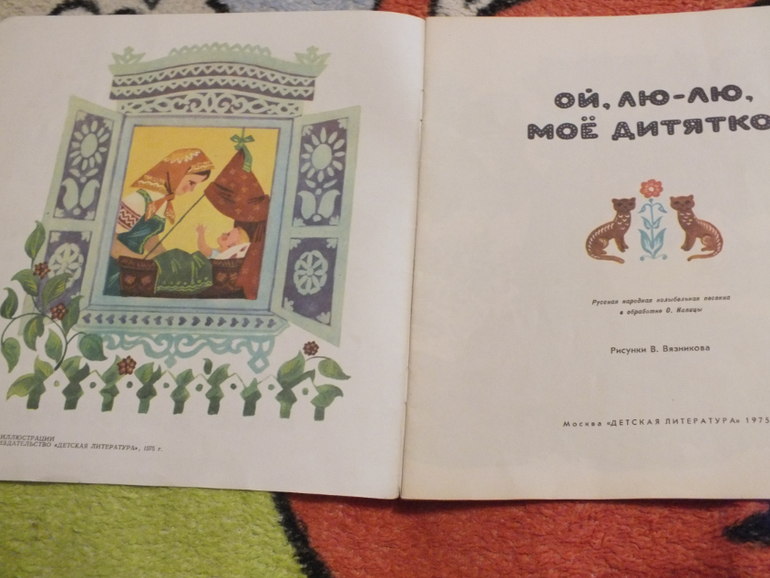 ИЛЛЮСТРАЦИИ
ИЗДАТЕЛЬСТВО «ДЕТСКАЯ ЛИТЕРАТУРА», 1975 г.
ОЙ, ЛЮ-ЛЮ,
МОЁ ДИТЯТКО
Русская народная колыбельная песенка
в обработке О. Капицы
Рисунки В. Вязникова
Москва «ДЕТСКАЯ ЛИТЕРАТУРА» 1975